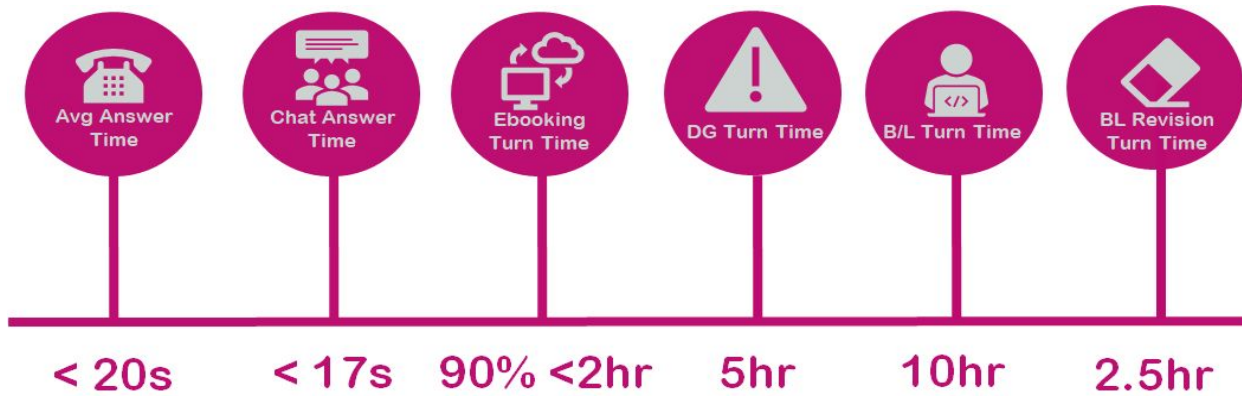 Avg Answer
Time
Chat Answer
Time
Ebooking
Turn Time
DG Turn Time
</>
B/L Turn Time
BL Revision
Turn Time
< 20s
< 17s
90% <2hr
5hr
10hr
2.5hr